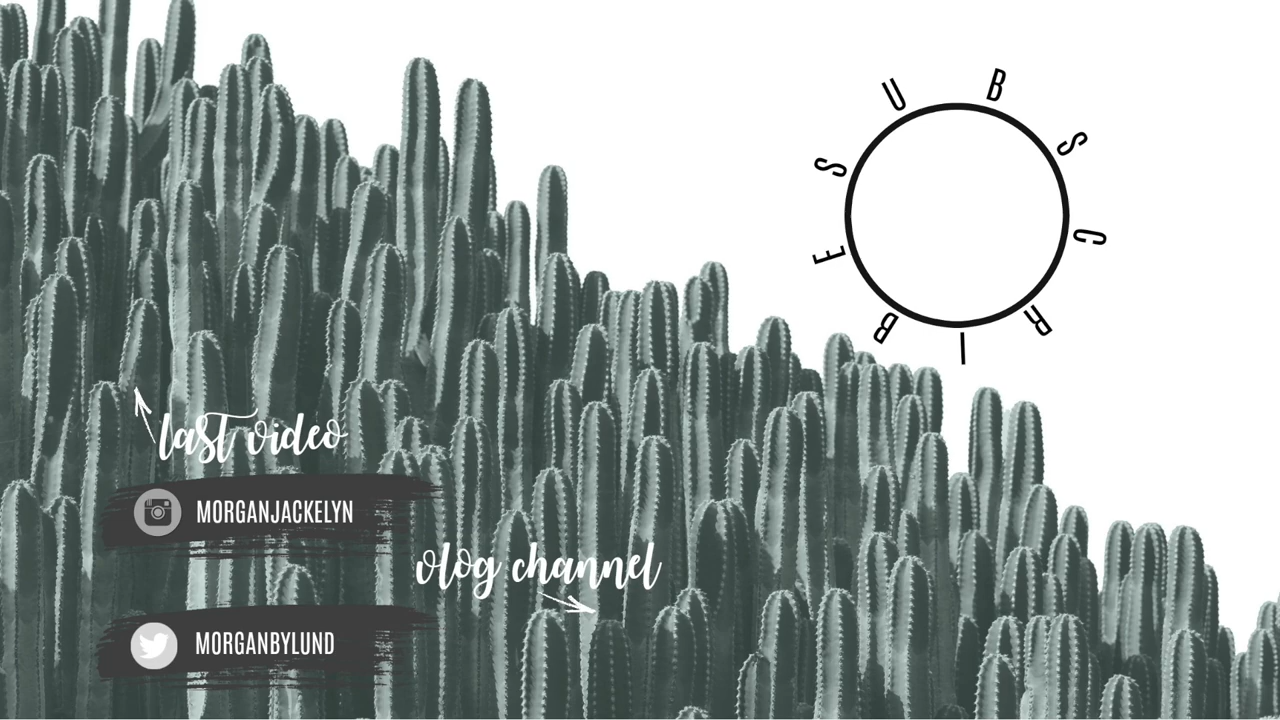 SUBSCRIBE
last video
MORGANJACKELYN
vlog channel
MORGANBYLUND